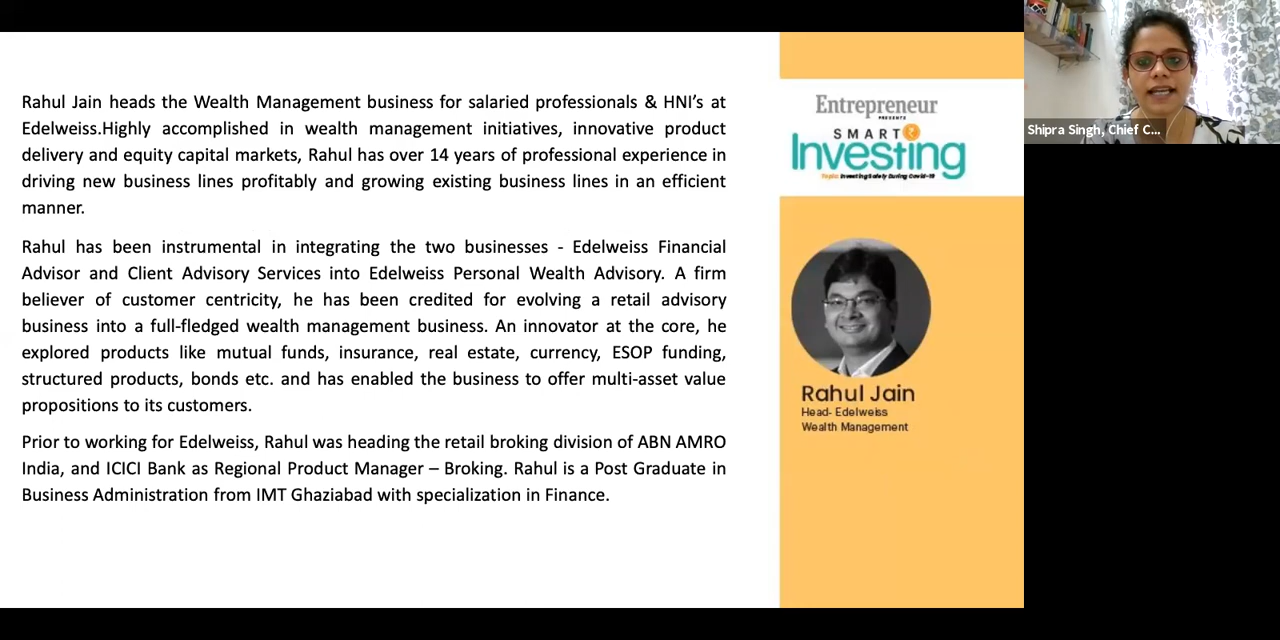 Rahul Jain heads the Wealth Management business for salaried professionals & HNI's at
Edelweiss.Highly accomplished in wealth management initiatives, innovative product
delivery and equity capital markets, Rahul has over 14 years of professional experience in
driving new business lines profitably and growing existing business lines in an efficient
manner.
Rahul has been instrumental in integrating the two businesses - Edelweiss Financial
Advisor and Client Advisory Services into Edelweiss Personal Wealth Advisory. A firm
believer of customer centricity, he has been credited for evolving a retail advisory
business into a full-fledged wealth management business. An innovator at the core, he
explored products like mutual funds, insurance, real estate, currency, ESOP funding,
structured products, bonds etc. and has enabled the business to offer multi-asset value
propositions to its customers.
Prior to working for Edelweiss, Rahul was heading the retail broking division of ABN AMRO
India, and ICICI Bank as Regional Product Manager – Broking. Rahul is a Post Graduate in
Business Administration from IMT Ghaziabad with specialization in Finance.
Entrepreneur
PRESENTS
SMART ₹
Investing
Topic: Investing Safely During Covid-19
Rahul Jain
Head- Edelweiss
Wealth Management
Shipra Singh, Chief C...